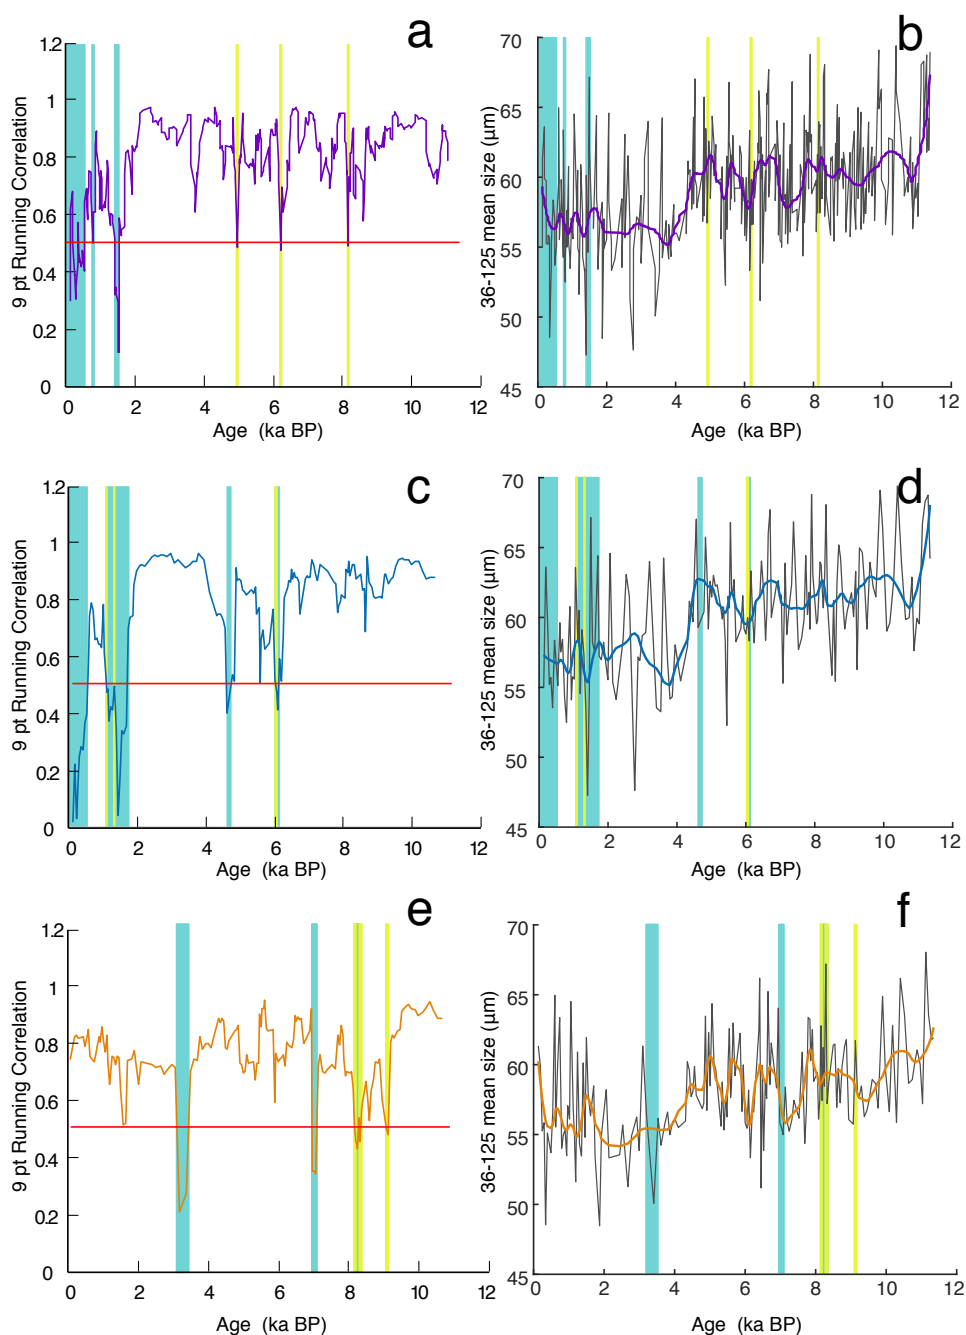 a
1.2
1
0.8
0.6
0.4
0.2
0
9 pt Running Correlation
0 2 4 6 8 10 12
Age (ka BP)
b
70
65
60
55
50
45
36-125 mean size (µm)
0 2 4 6 8 10 12
Age (ka BP)
c
1.2
1
0.8
0.6
0.4
0.2
0
9 pt Running Correlation
0 2 4 6 8 10 12
Age (ka BP)
d
70
65
60
55
50
45
36-125 mean size (µm)
0 2 4 6 8 10 12
Age (ka BP)
e
1.2
1
0.8
0.6
0.4
0.2
0
9 pt Running Correlation
0 2 4 6 8 10 12
Age (ka BP)
f
70
65
60
55
50
45
36-125 mean size (µm)
0 2 4 6 8 10 12
Age (ka BP)